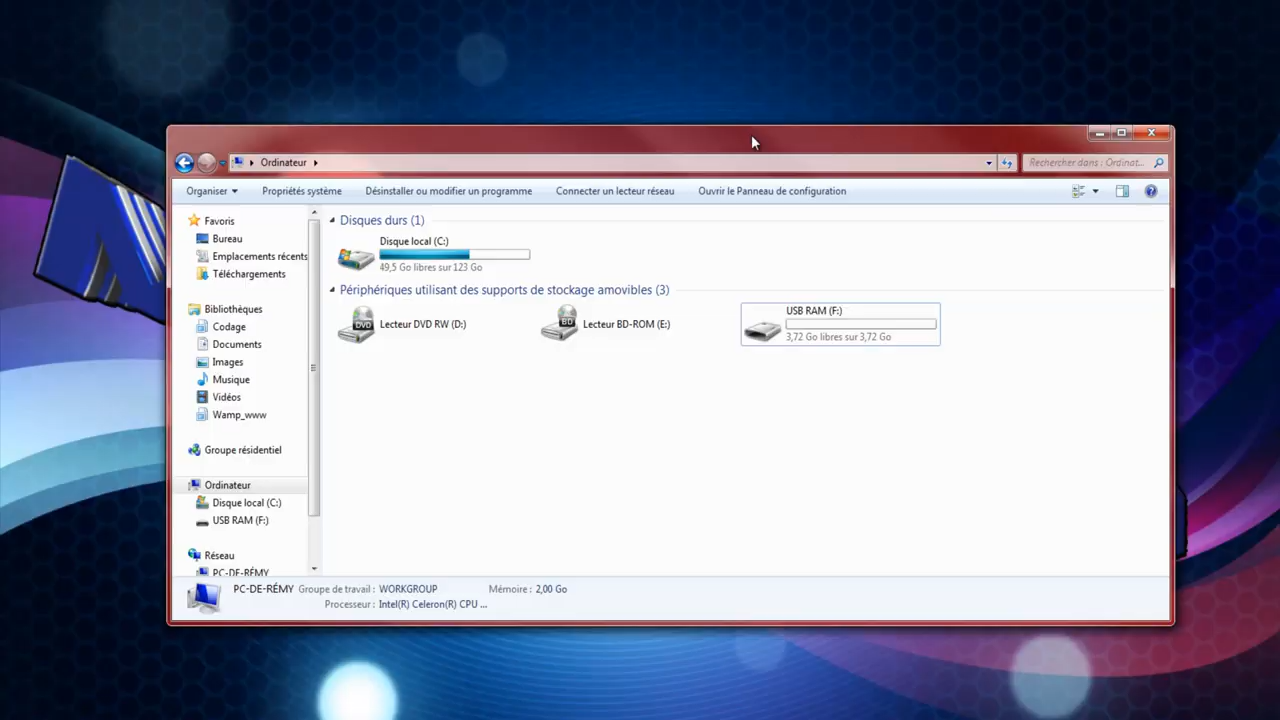 Ordinateur
Rechercher dans : Ordinat...
Organiser Propriétés système Désinstaller ou modifier un programme Connecter un lecteur réseau Ouvrir le Panneau de configuration
Favoris
Bureau
Emplacements récents
Téléchargements
Bibliothèques
Codage
Documents
Images
Musique
Vidéos
Wamp_www
Groupe résidentiel
Ordinateur
Disque local (C:)
USB RAM (F:)
Réseau
PC-DE-RÉMY
Disques durs (1)
Disque local (C:)
49,5 Go libres sur 123 Go
Périphériques utilisant des supports de stockage amovibles (3)
DVD
Lecteur DVD RW (D:)
BD
Lecteur BD-ROM (E:)
USB RAM (F:)
3,72 Go libres sur 3,72 Go
PC-DE-RÉMY Groupe de travail : WORKGROUP Mémoire : 2,00 Go
Processeur : Intel(R) Celeron(R) CPU ...